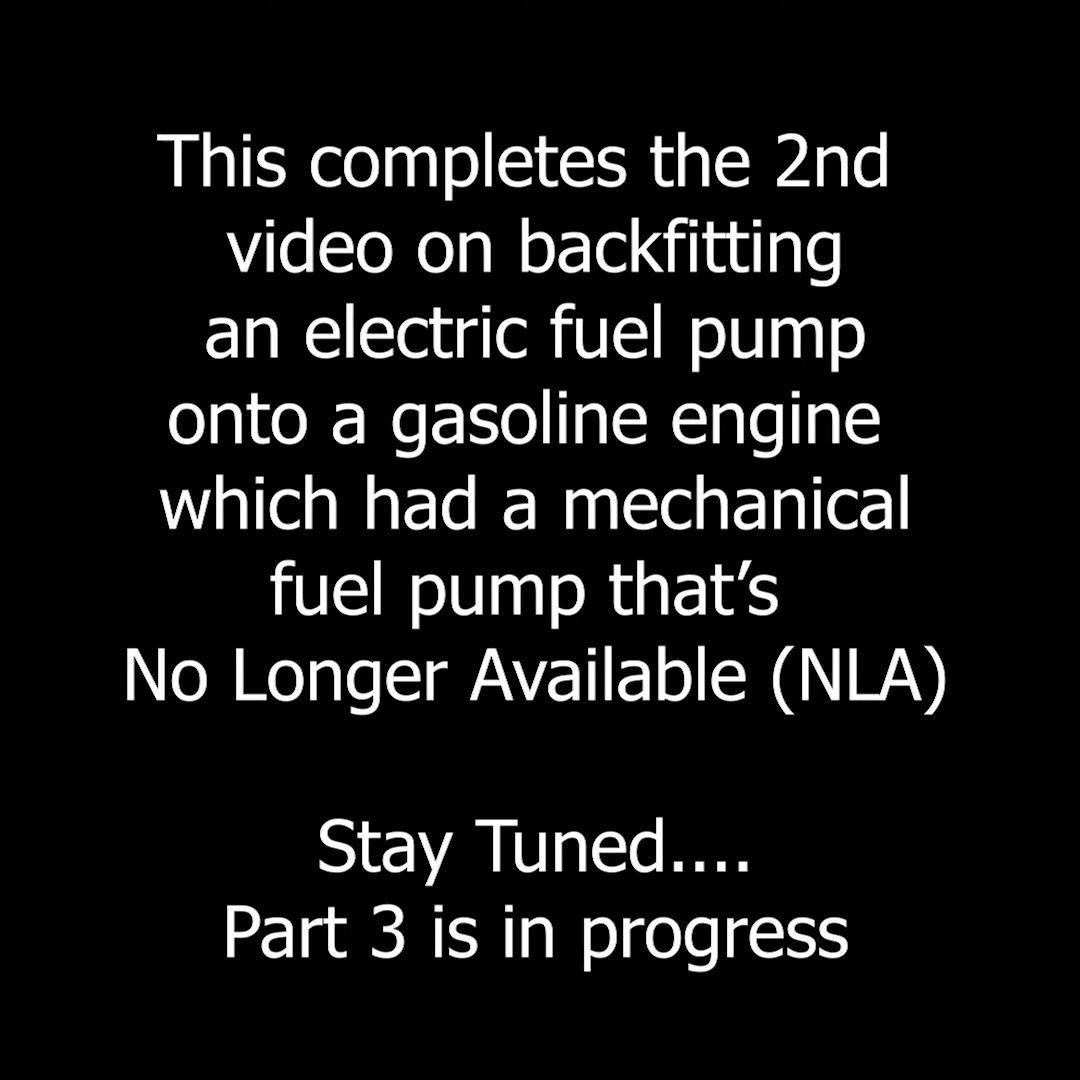 This completes the 2nd
video on backfitting
an electric fuel pump
onto a gasoline engine
which had a mechanical
fuel pump that’s
No Longer Available (NLA)
Stay Tuned....
Part 3 is in progress